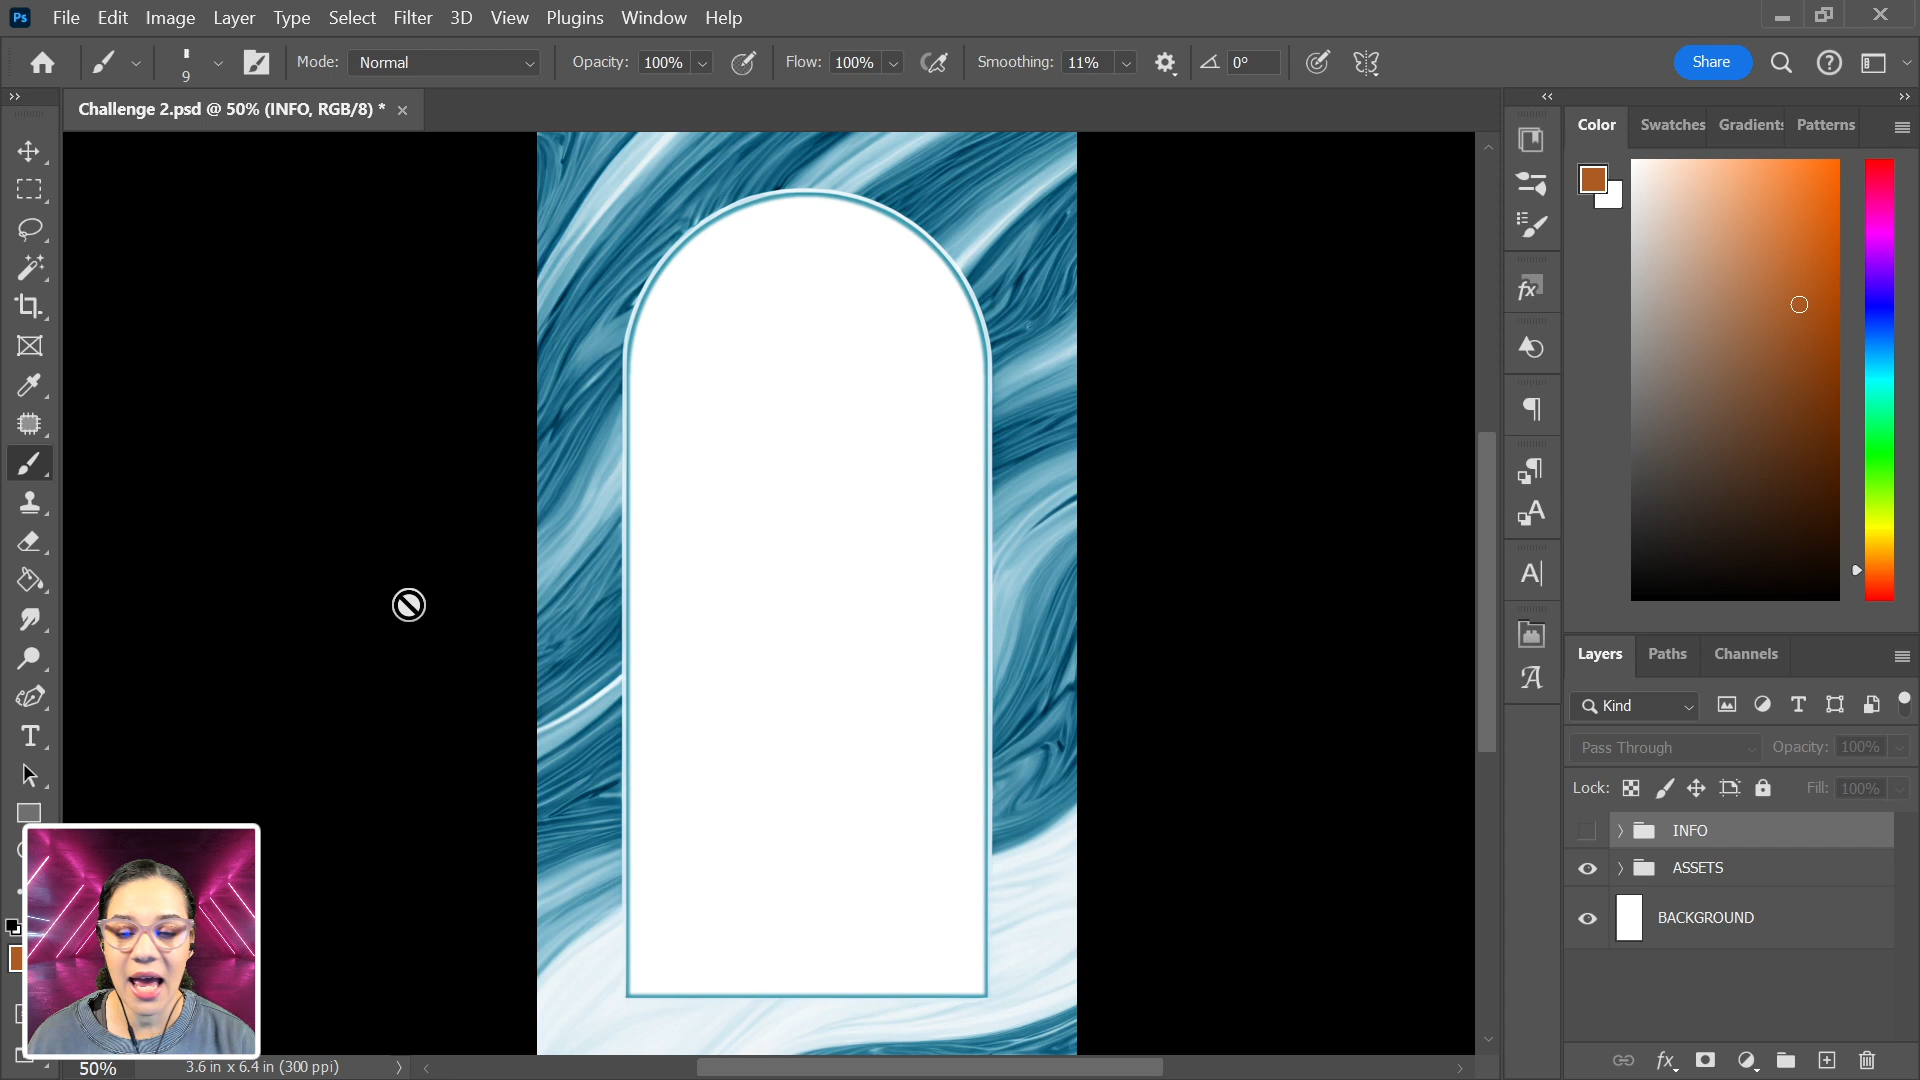 Ps File Edit Image Layer Type Select Filter 3D View Plugins Window Help
9 Mode: Normal Opacity: 100% Flow: 100% Smoothing: 11% 0° Share
Challenge 2.psd @ 50% (INFO, RGB/8) *
Color Swatches Gradients Patterns
Layers Paths Channels
Kind
Pass Through Opacity: 100%
Lock: Fill: 100%
INFO
ASSETS
BACKGROUND
50% 3.6 in x 6.4 in (300 ppi)